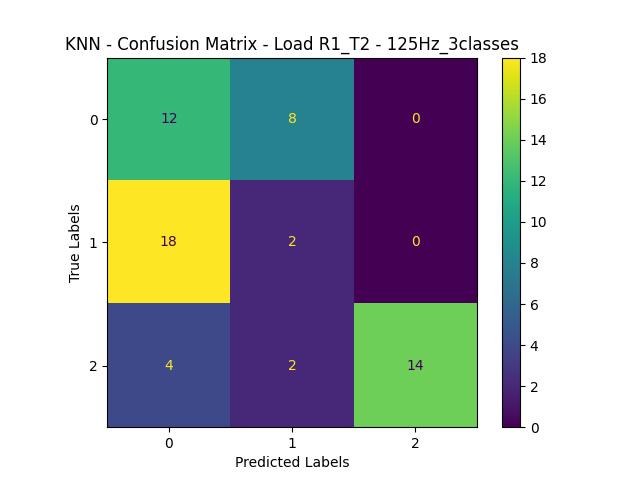 KNN - Confusion Matrix - Load R1_T2 - 125Hz_3classes
True Labels
0 12 8 0
1 18 2 0
2 4 2 14
0 1 2
Predicted Labels
18
16
14
12
10
8
6
4
2
0